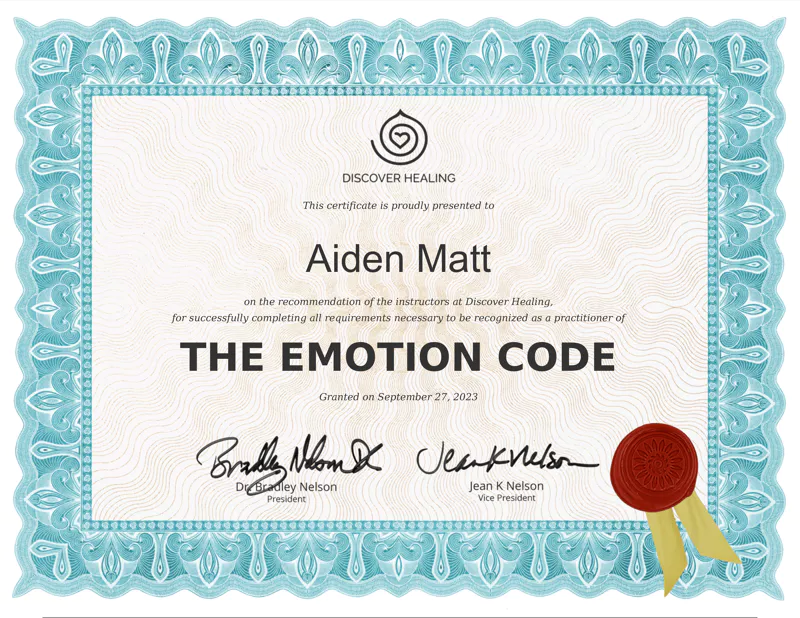 DISCOVER HEALING
This certificate is proudly presented to
Aiden Matt
on the recommendation of the instructors at Discover Healing,
for successfully completing all requirements necessary to be recognized as a practitioner of
THE EMOTION CODE
Granted on September 27, 2023
Bradley Nelson DC Jean K Nelson
Dr. Bradley Nelson Jean K Nelson
President Vice President